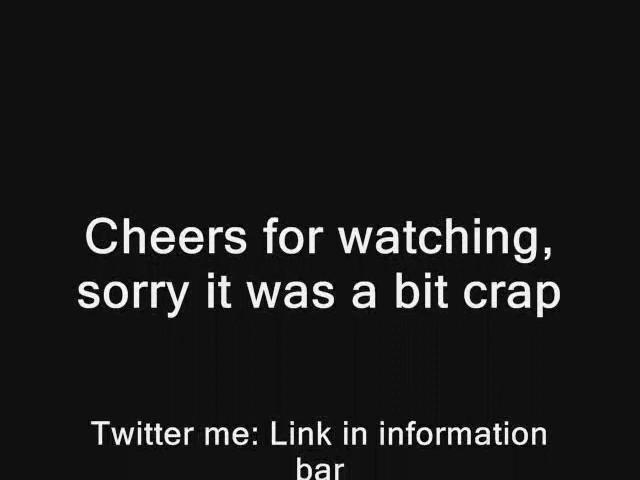 Cheers for watching,
sorry it was a bit crap
Twitter me: Link in information
bar